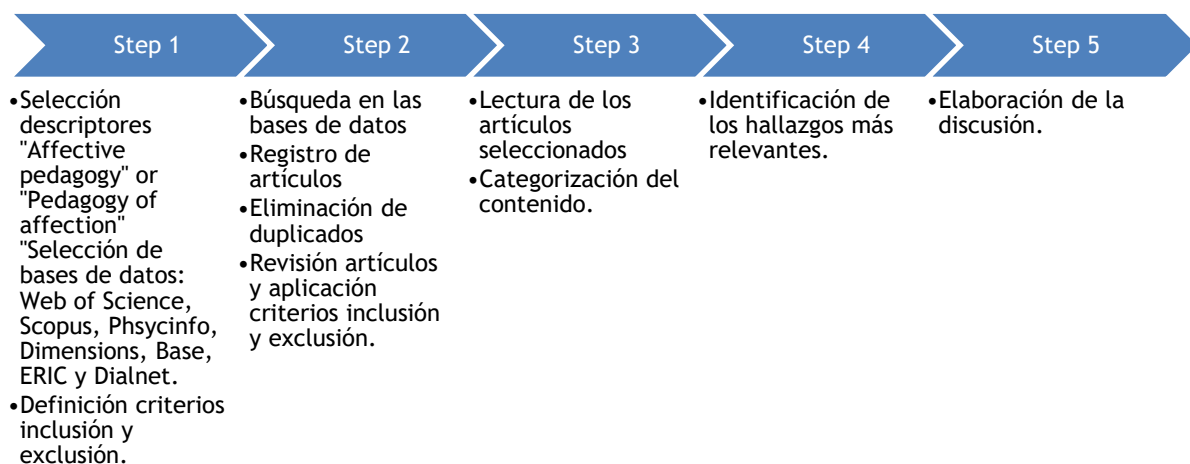 Step 1
•Selección
descriptores
"Affective
pedagogy" or
"Pedagogy of
affection"
"Selección de
bases de datos:
Web of Science,
Scopus, Phsycinfo,
Dimensions, Base,
ERIC y Dialnet.
•Definición criterios
inclusión y
exclusión.
Step 2
•Búsqueda en las
bases de datos
•Registro de
artículos
•Eliminación de
duplicados
•Revisión artículos
y aplicación
criterios inclusión
y exclusión.
Step 3
•Lectura de los
artículos
seleccionados
•Categorización del
contenido.
Step 4
•Identificación de
los hallazgos más
relevantes.
Step 5
•Elaboración de la
discusión.